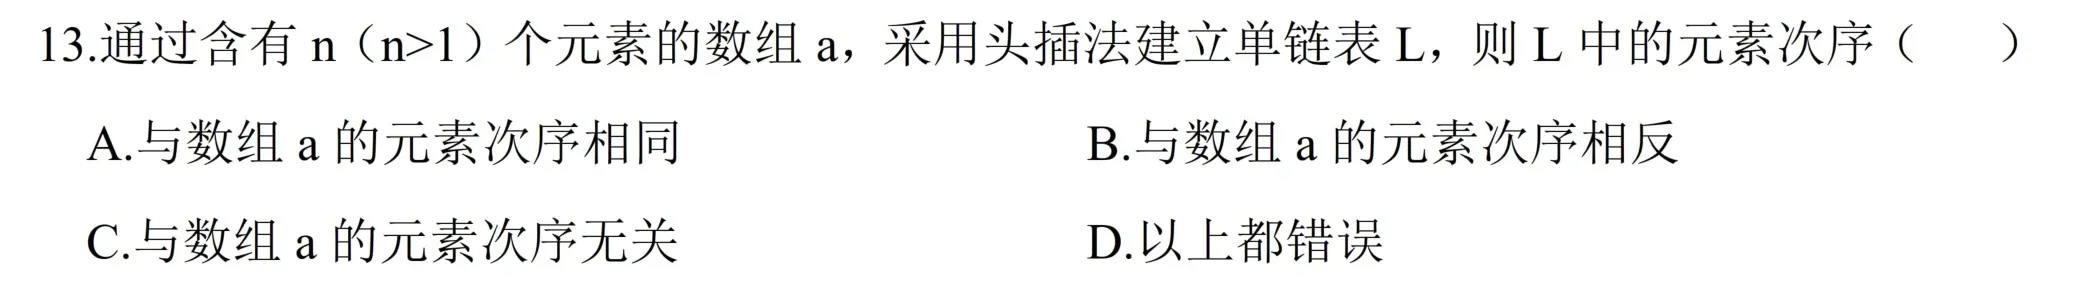 13.通过含有 n（n>1）个元素的数组 a，采用头插法建立单链表 L，则 L 中的元素次序（　　）
A.与数组 a 的元素次序相同　　B.与数组 a 的元素次序相反
C.与数组 a 的元素次序无关　　D.以上都错误